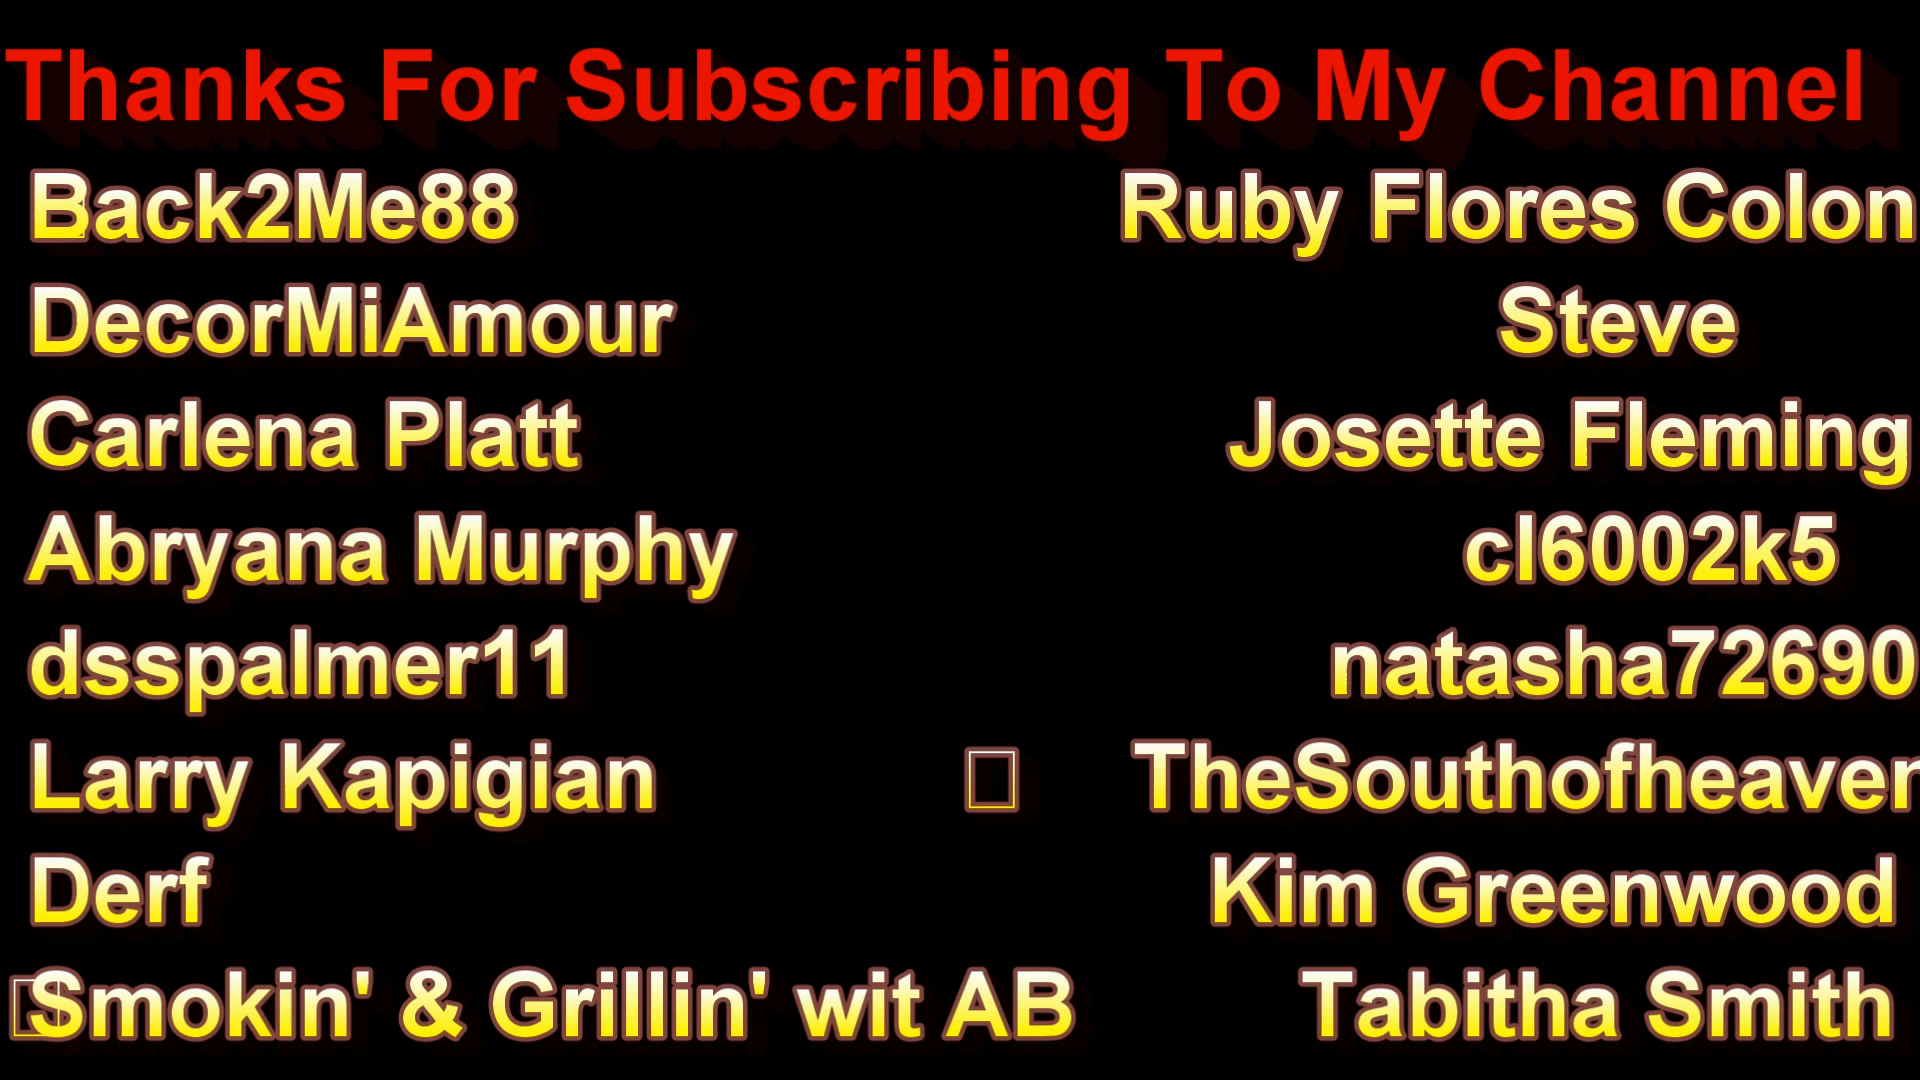 Thanks For Subscribing To My Channel
Back2Me88 Ruby Flores Colon
DecorMiAmour Steve
Carlena Platt Josette Fleming
Abryana Murphy cl6002k5
dsspalmer11 natasha72690
Larry Kapigian TheSouthofheaven
Derf Kim Greenwood
Smokin' & Grillin' wit AB Tabitha Smith